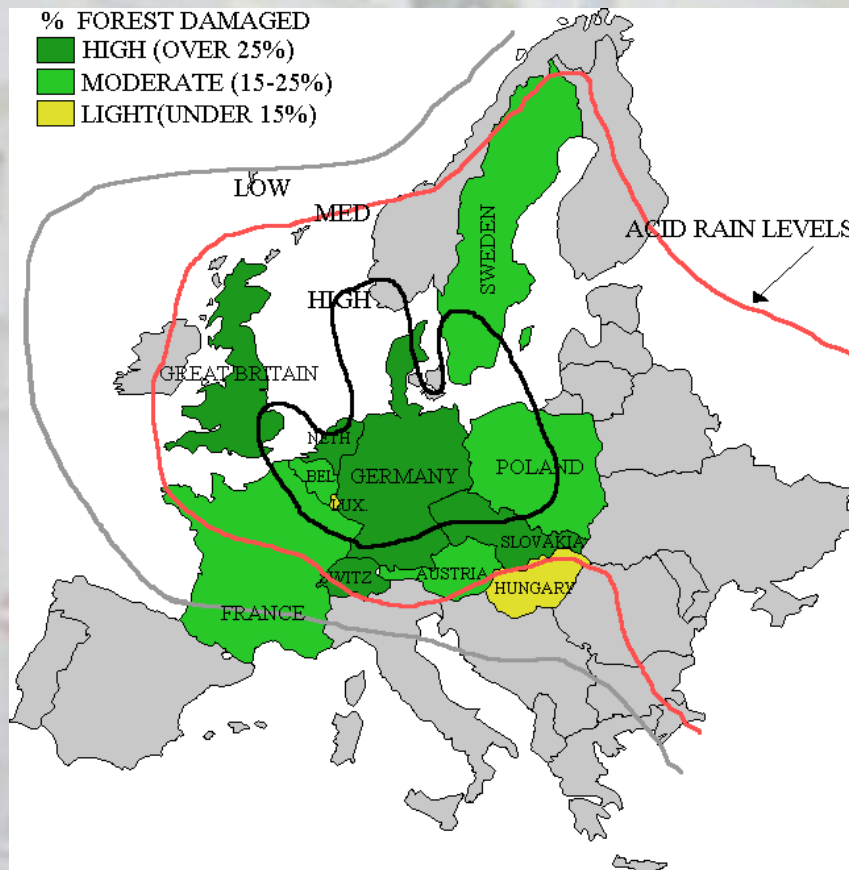 % FOREST DAMAGED
HIGH (OVER 25%)
MODERATE (15-25%)
LIGHT(UNDER 15%)
LOW
MED
ACID RAIN LEVELS
SWEDEN
HIGH
GREAT BRITAIN
NETH
BEL
GERMANY
POLAND
LUX.
SLOVAKIA
SWITZ
AUSTRIA
HUNGARY
FRANCE